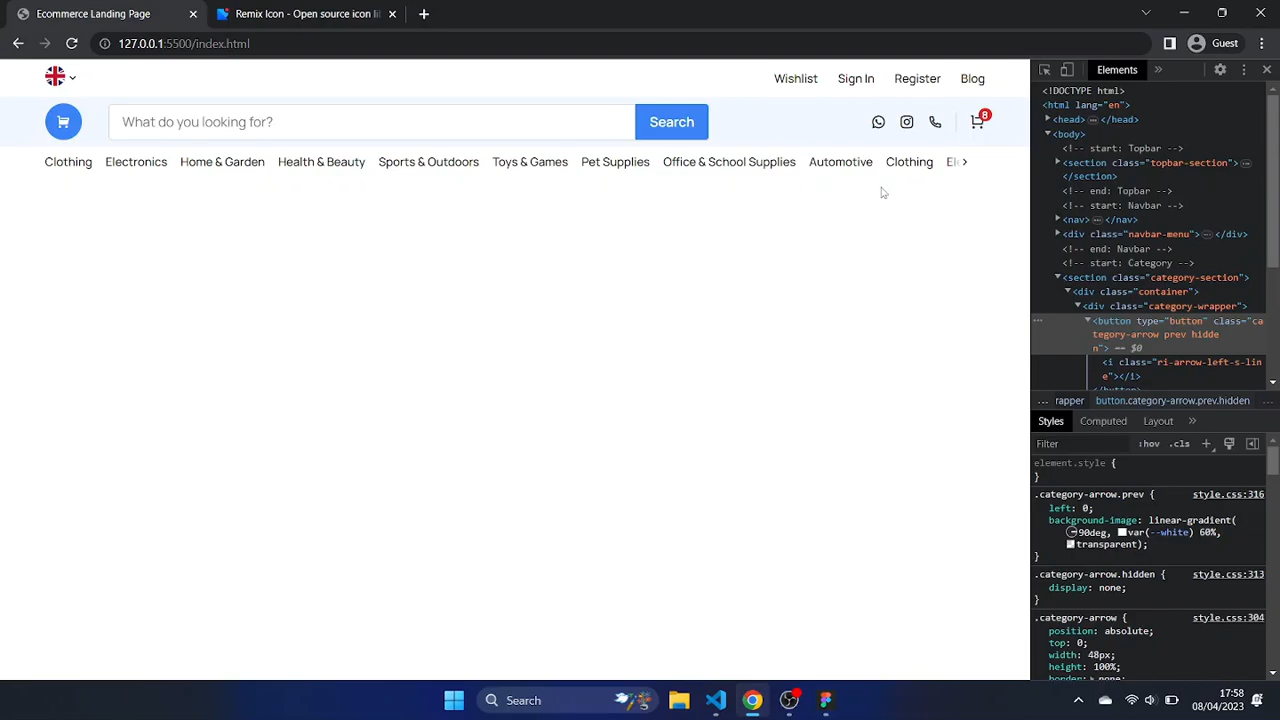 Ecommerce Landing Page
Remix Icon - Open source icon li
127.0.0.1:5500/index.html
Guest
Wishlist Sign In Register Blog
What do you looking for?
Search
8
Clothing Electronics Home & Garden Health & Beauty Sports & Outdoors Toys & Games Pet Supplies Office & School Supplies Automotive Clothing El
Elements
<!DOCTYPE html>
<html lang="en">
<head>…</head>
<body>
<!-- start: Topbar -->
<section class="topbar-section">…
</section>
<!-- end: Topbar -->
<!-- start: Navbar -->
<nav>…</nav>
<div class="navbar-menu">…</div>
<!-- end: Navbar -->
<!-- start: Category -->
<section class="category-section">
<div class="container">
<div class="category-wrapper">
<button type="button" class="ca
tegory-arrow prev hidde
n"> == $0
<i class="ri-arrow-left-s-lin
e"></i>
</button>
... rapper button.category-arrow.prev.hidden ...
Styles Computed Layout
Filter :hov .cls
element.style {
}
.category-arrow.prev { style.css:316
left: 0;
background-image: linear-gradient(
90deg, var(--white) 60%,
transparent);
}
.category-arrow.hidden { style.css:313
display: none;
}
.category-arrow { style.css:304
position: absolute;
top: 0;
width: 48px;
height: 100%;
border: none;
Search
17:58
08/04/2023